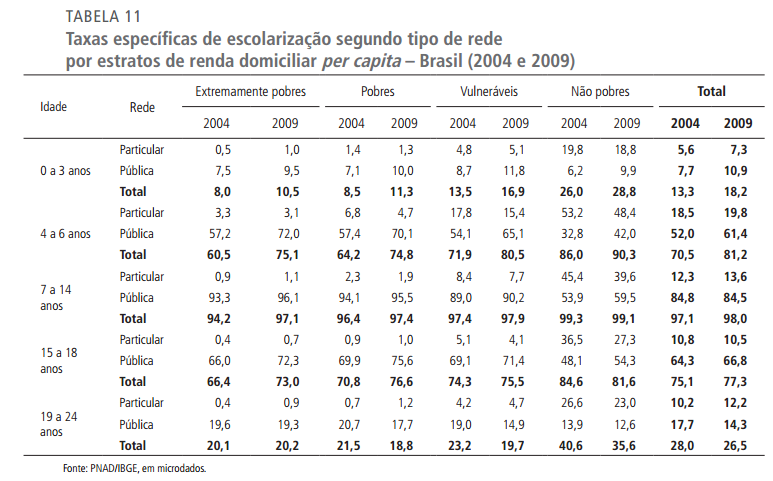 TABELA 11
Taxas específicas de escolarização segundo tipo de rede
por estratos de renda domiciliar per capita – Brasil (2004 e 2009)
Idade Rede Extremamente pobres Pobres Vulneráveis Não pobres Total
2004 2009 2004 2009 2004 2009 2004 2009 2004 2009
0 a 3 anos
Particular 0,5 1,0 1,4 1,3 4,8 5,1 19,8 18,8 5,6 7,3
Pública 7,5 9,5 7,1 10,0 8,7 11,8 6,2 9,9 7,7 10,9
Total 8,0 10,5 8,5 11,3 13,5 16,9 26,0 28,8 13,3 18,2
4 a 6 anos
Particular 3,3 3,1 6,8 4,7 17,8 15,4 53,2 48,4 18,5 19,8
Pública 57,2 72,0 57,4 70,1 54,1 65,1 32,8 42,0 52,0 61,4
Total 60,5 75,1 64,2 74,8 71,9 80,5 86,0 90,3 70,5 81,2
7 a 14
anos
Particular 0,9 1,1 2,3 1,9 8,4 7,7 45,4 39,6 12,3 13,6
Pública 93,3 96,1 94,1 95,5 89,0 90,2 53,9 59,5 84,8 84,5
Total 94,2 97,1 96,4 97,4 97,4 97,9 99,3 99,1 97,1 98,0
15 a 18
anos
Particular 0,4 0,7 0,9 1,0 5,1 4,1 36,5 27,3 10,8 10,5
Pública 66,0 72,3 69,9 75,6 69,1 71,4 48,1 54,3 64,3 66,8
Total 66,4 73,0 70,8 76,6 74,3 75,5 84,6 81,6 75,1 77,3
19 a 24
anos
Particular 0,4 0,9 0,7 1,2 4,2 4,7 26,6 23,0 10,2 12,2
Pública 19,6 19,3 20,7 17,7 19,0 14,9 13,9 12,6 17,7 14,3
Total 20,1 20,2 21,5 18,8 23,2 19,7 40,6 35,6 28,0 26,5
Fonte: PNAD/IBGE, em microdados.